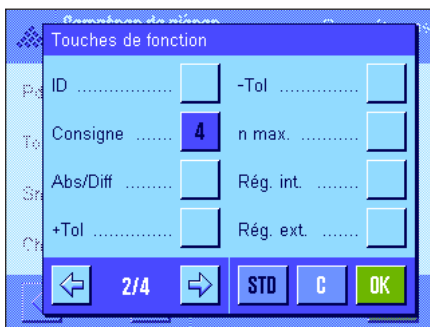 Touches de fonction
ID ................ -Tol ............
Consigne ....... 4 n max. ..........
Abs/Diff .......... Rég. int. .......
+Tol ............... Rég. ext. ......
2/4 STD C OK